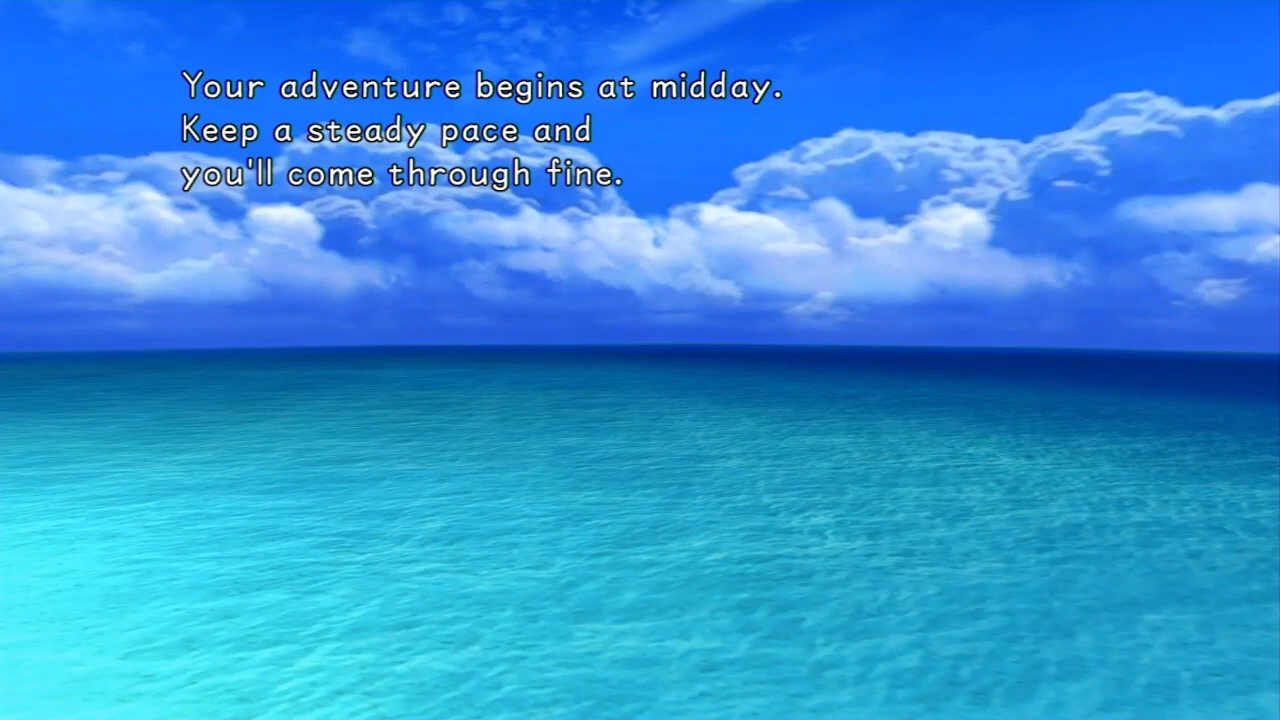 Your adventure begins at midday.
Keep a steady pace and
you'll come through fine.